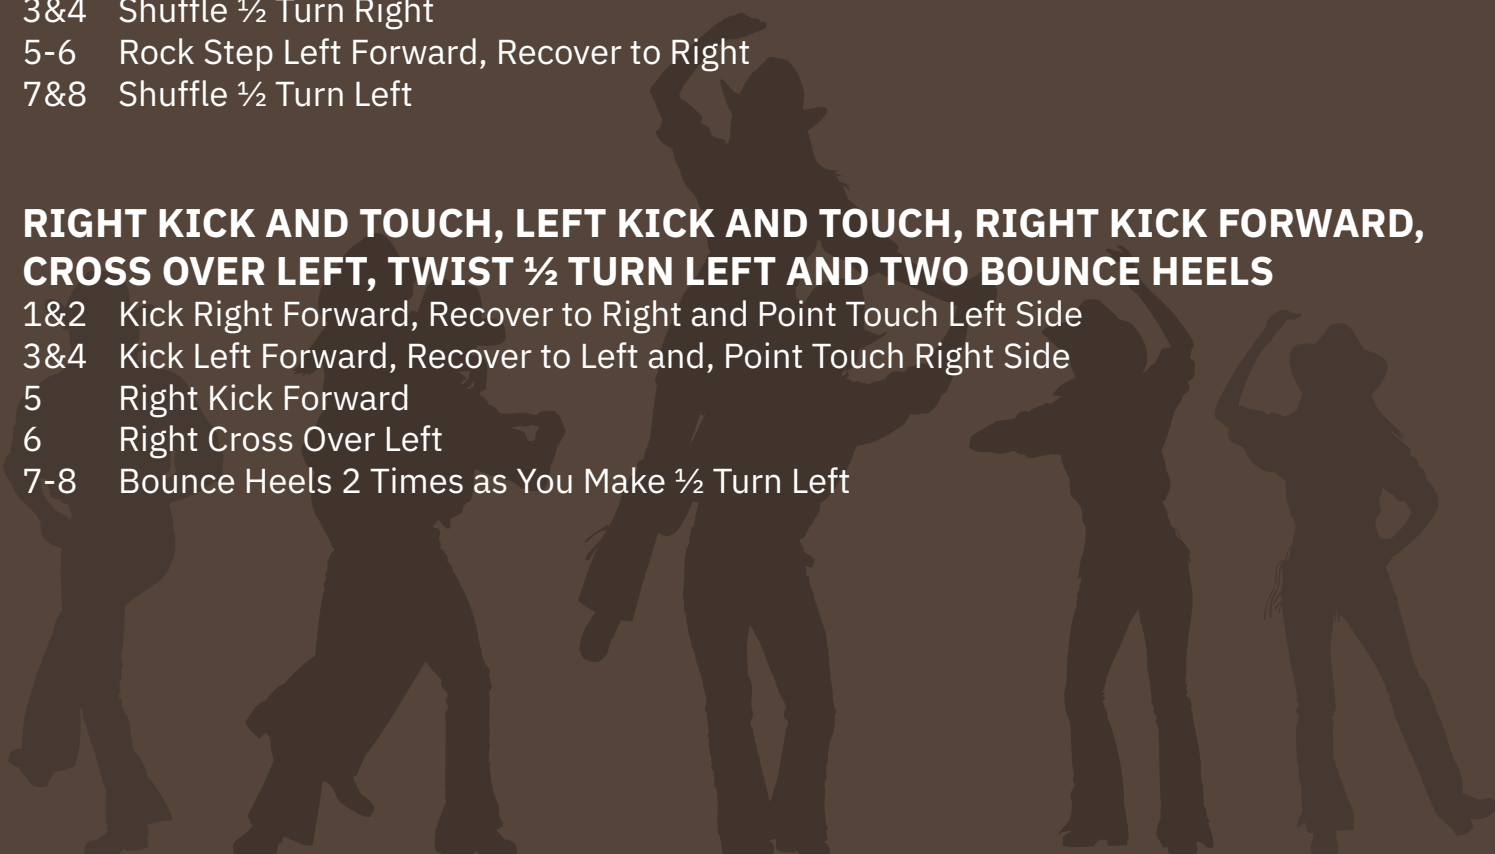 3&4 Shuffle ½ Turn Right
5-6 Rock Step Left Forward, Recover to Right
7&8 Shuffle ½ Turn Left
RIGHT KICK AND TOUCH, LEFT KICK AND TOUCH, RIGHT KICK FORWARD,
CROSS OVER LEFT, TWIST ½ TURN LEFT AND TWO BOUNCE HEELS
1&2 Kick Right Forward, Recover to Right and Point Touch Left Side
3&4 Kick Left Forward, Recover to Left and, Point Touch Right Side
5 Right Kick Forward
6 Right Cross Over Left
7-8 Bounce Heels 2 Times as You Make ½ Turn Left